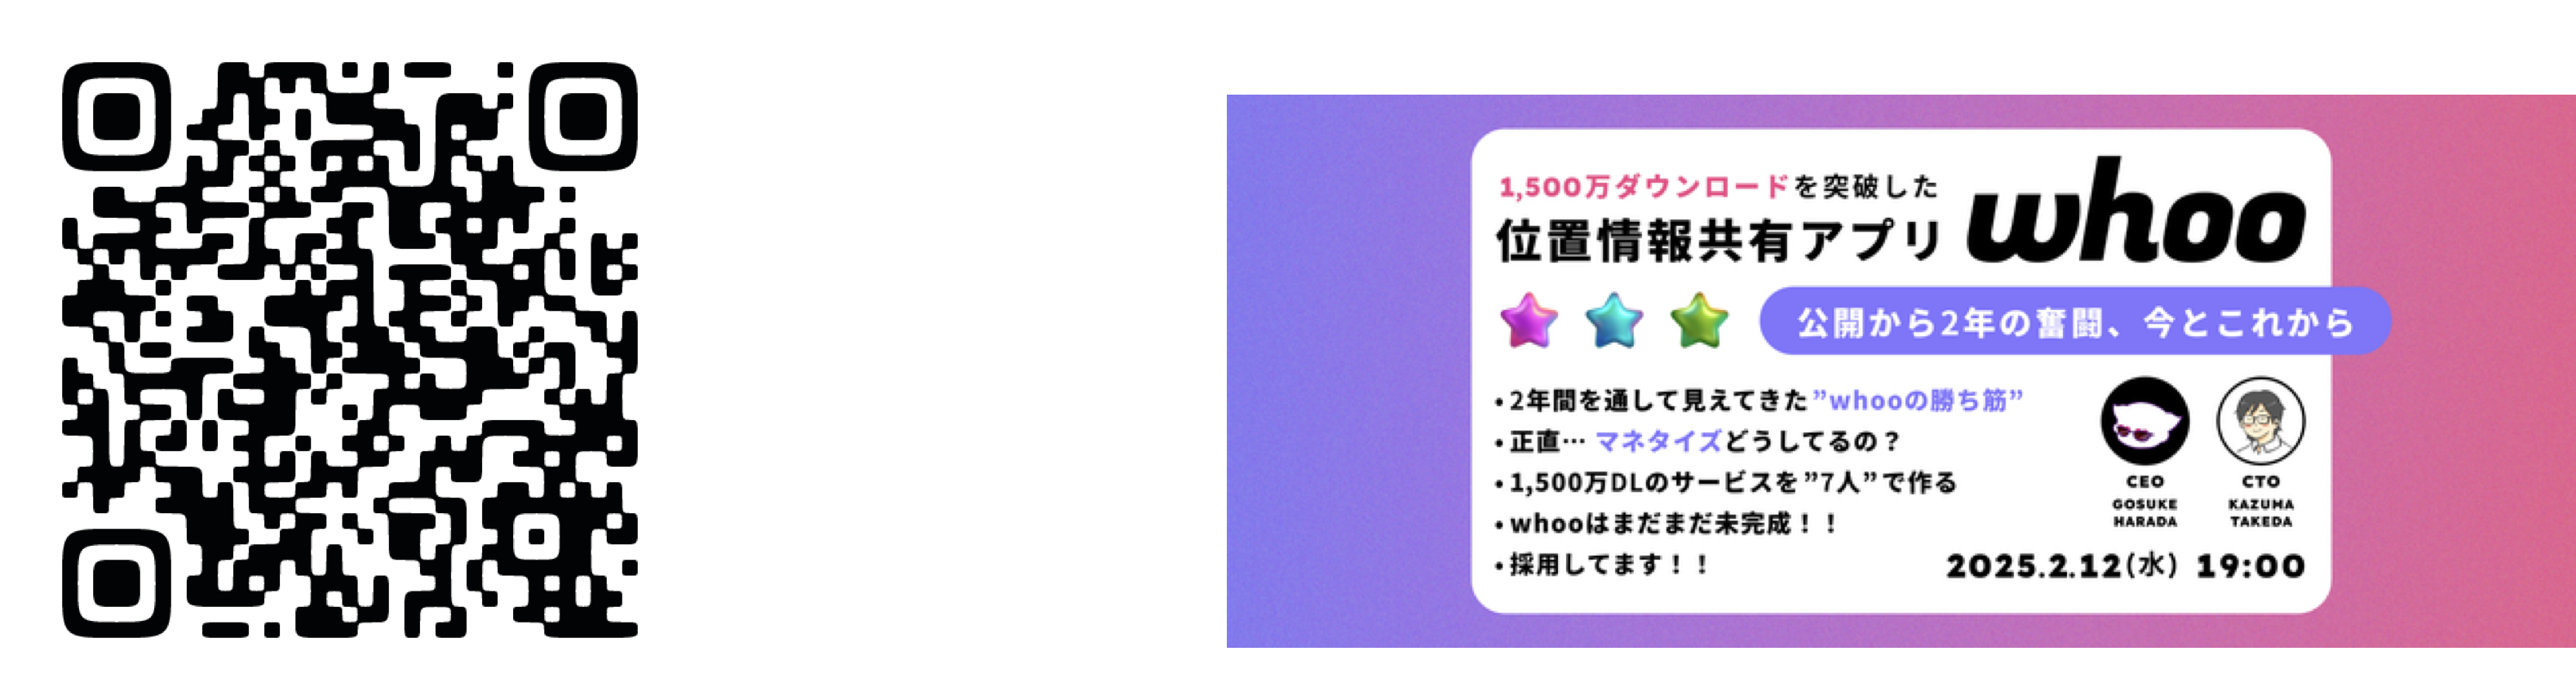 1,500万ダウンロードを突破した
位置情報共有アプリ whoo
公開から2年の奮闘、今とこれから
•2年間を通して見えてきた”whooの勝ち筋”
•正直… マネタイズどうしてるの？
•1,500万DLのサービスを”7人”で作る
•whooはまだまだ未完成！！
•採用してます！！
CEO
GOSUKE
HARADA
CTO
KAZUMA
TAKEDA
2025.2.12(水) 19:00